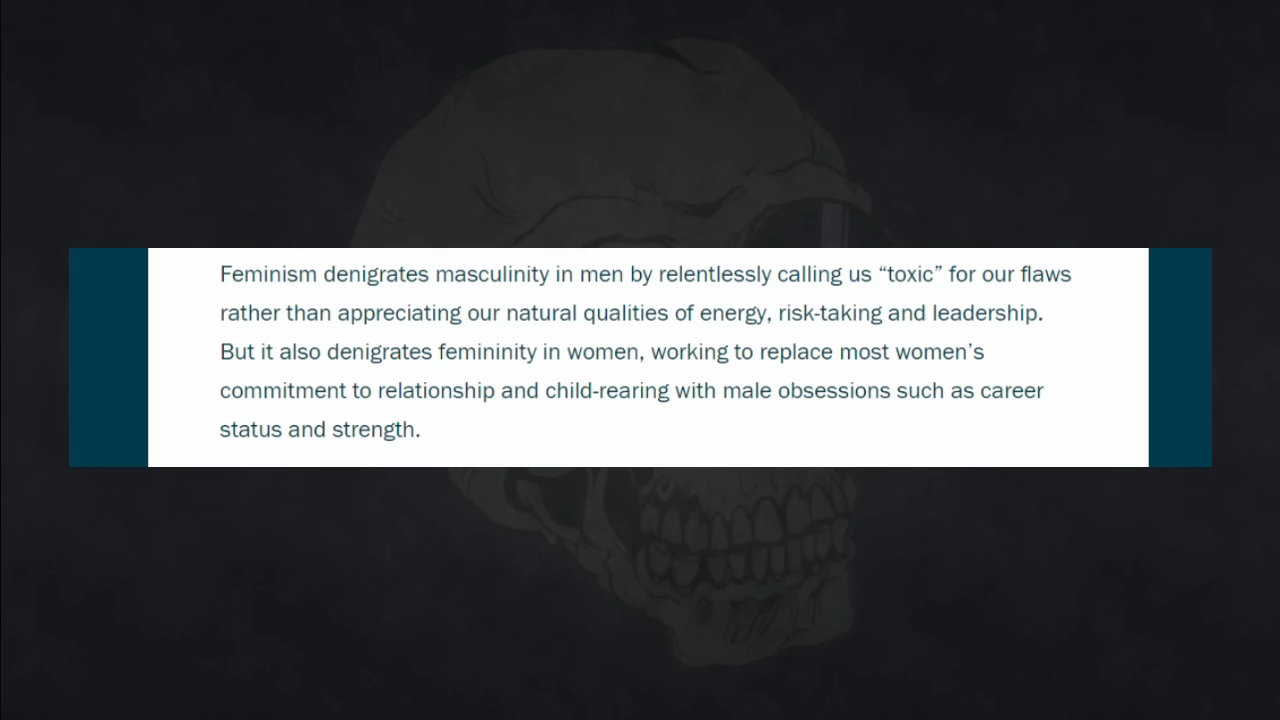 Feminism denigrates masculinity in men by relentlessly calling us “toxic” for our flaws
rather than appreciating our natural qualities of energy, risk-taking and leadership.
But it also denigrates femininity in women, working to replace most women’s
commitment to relationship and child-rearing with male obsessions such as career
status and strength.